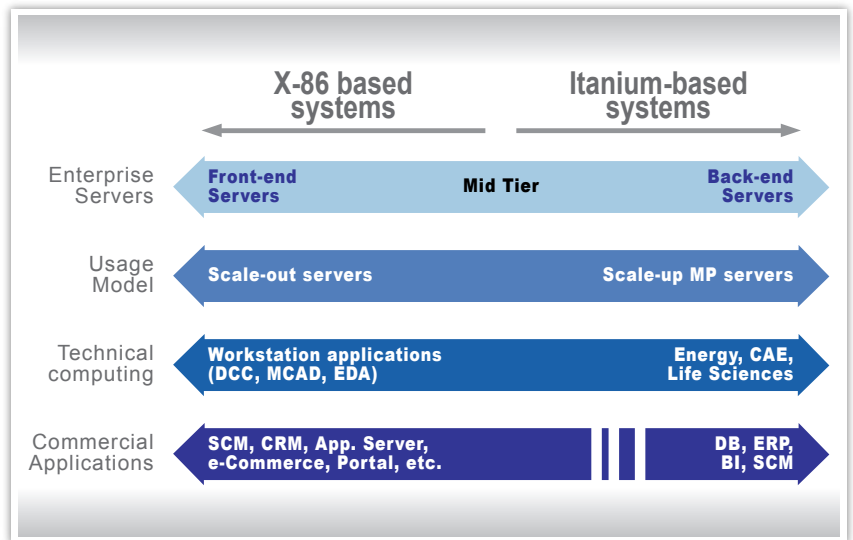 X-86 based
systems
Itanium-based
systems
Enterprise
Servers
Front-end
Servers
Mid Tier
Back-end
Servers
Usage
Model
Scale-out servers
Scale-up MP servers
Technical
computing
Workstation applications
(DCC, MCAD, EDA)
Energy, CAE,
Life Sciences
Commercial
Applications
SCM, CRM, App. Server,
e-Commerce, Portal, etc.
DB, ERP,
BI, SCM